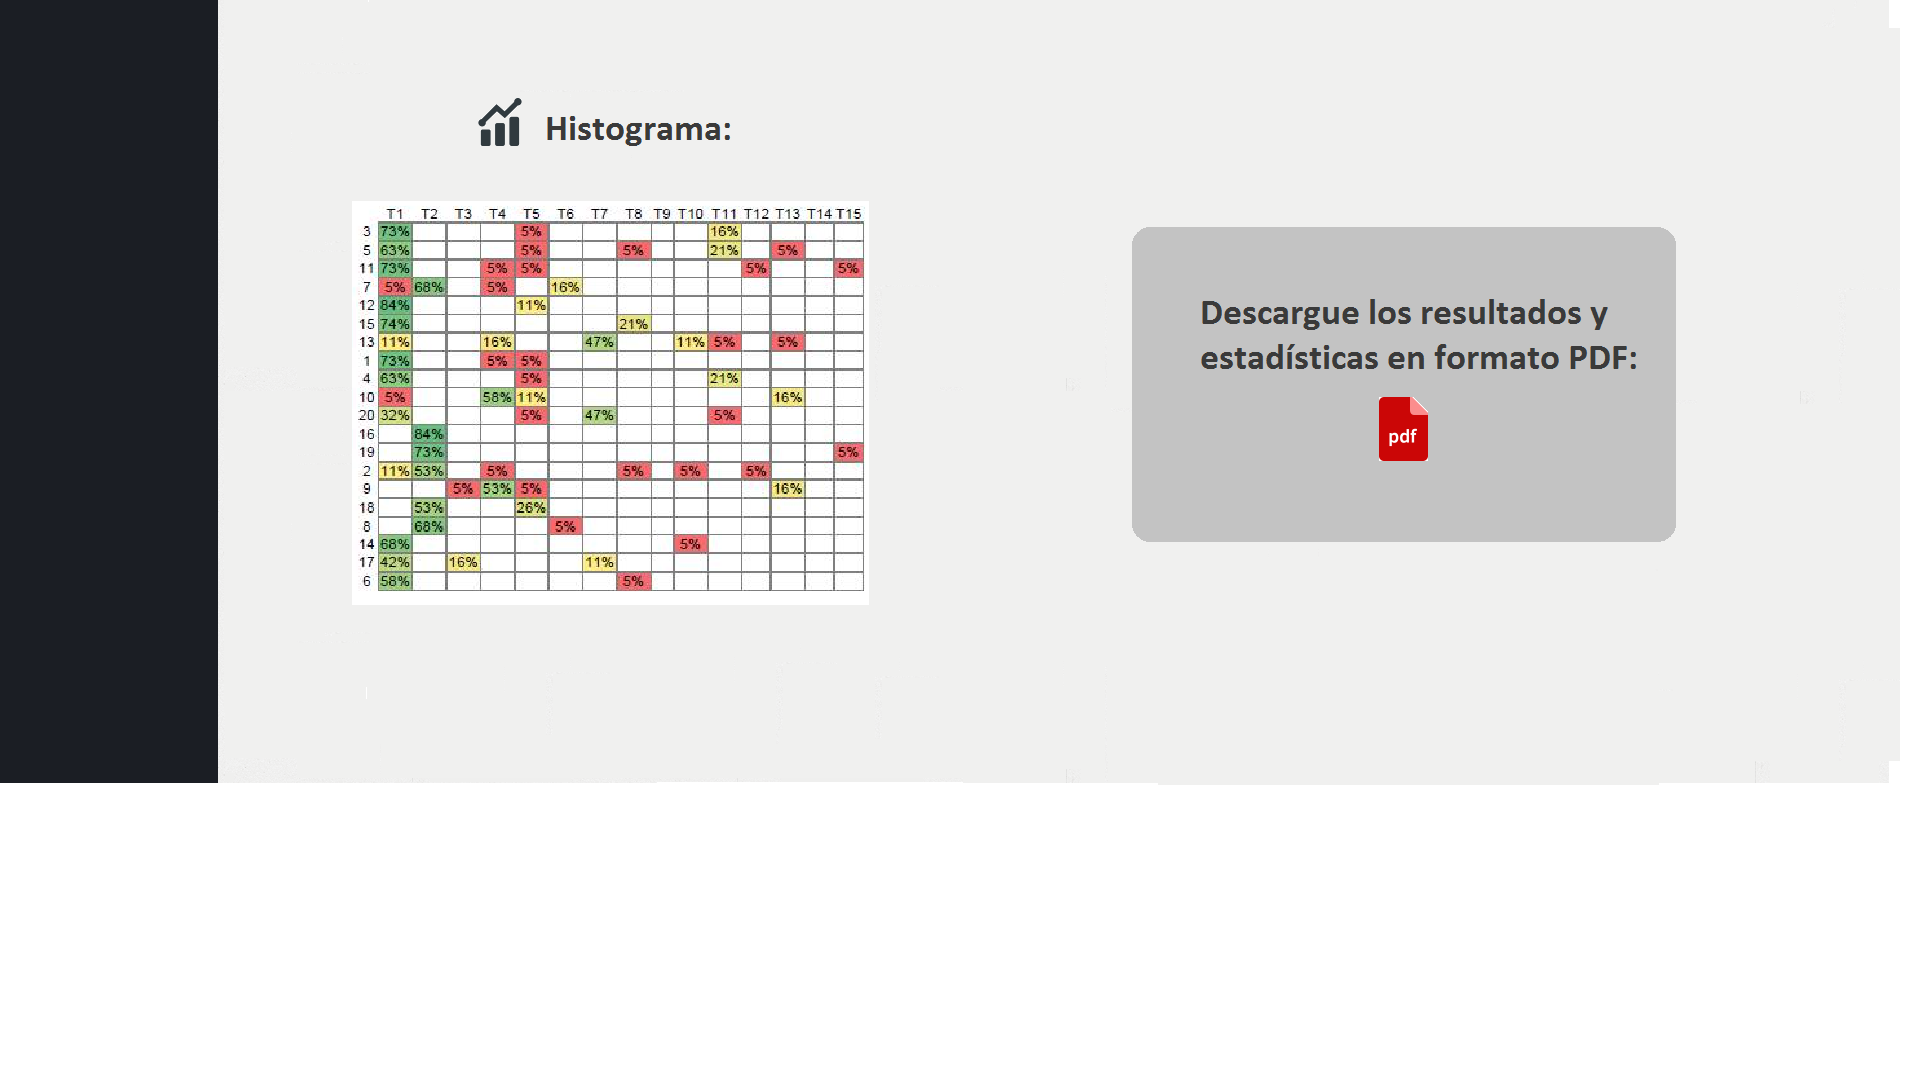 Histograma:
T1 T2 T3 T4 T5 T6 T7 T8 T9 T10 T11 T12 T13 T14 T15
3 73% 5% 16%
5 63% 5% 5% 21% 5%
11 73% 5% 5% 5% 5%
7 5% 68% 5% 16%
12 84% 11%
15 74% 21%
13 11% 16% 47% 11% 5% 5%
1 73% 5% 5%
4 63% 5% 21%
10 5% 58% 11% 16%
20 32% 5% 47% 5%
16 84%
19 73% 5%
2 11% 53% 5% 5% 5% 5%
9 5% 53% 5% 16%
18 53% 26%
8 68% 5%
14 68% 5%
17 42% 16% 11%
6 58% 5%
Descargue los resultados y
estadísticas en formato PDF:
pdf